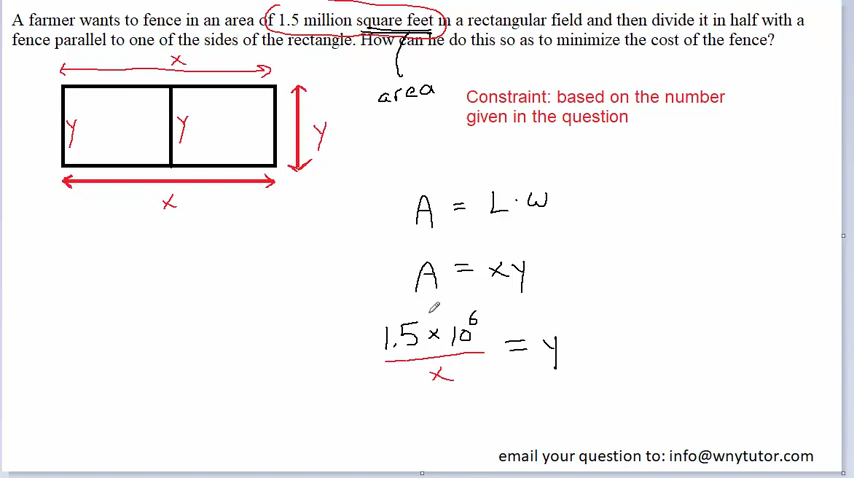 A farmer wants to fence in an area of 1.5 million square feet in a rectangular field and then divide it in half with a
fence parallel to one of the sides of the rectangle. How can he do this so as to minimize the cost of the fence?
x
area
Constraint: based on the number
given in the question
y
y
y
x
A = L · W
A = xy
1.5 × 10⁶
x
= y
email your question to: info@wnytutor.com